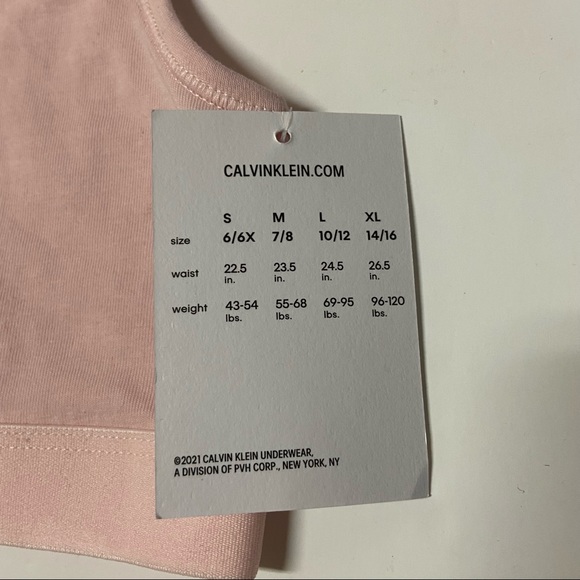 CALVINKLEIN.COM
S M L XL
size 6/6X 7/8 10/12 14/16
waist 22.5 23.5 24.5 26.5
in. in. in. in.
weight 43-54 55-68 69-95 96-120
lbs. lbs. lbs. lbs.
©2021 CALVIN KLEIN UNDERWEAR,
A DIVISION OF PVH CORP., NEW YORK, NY